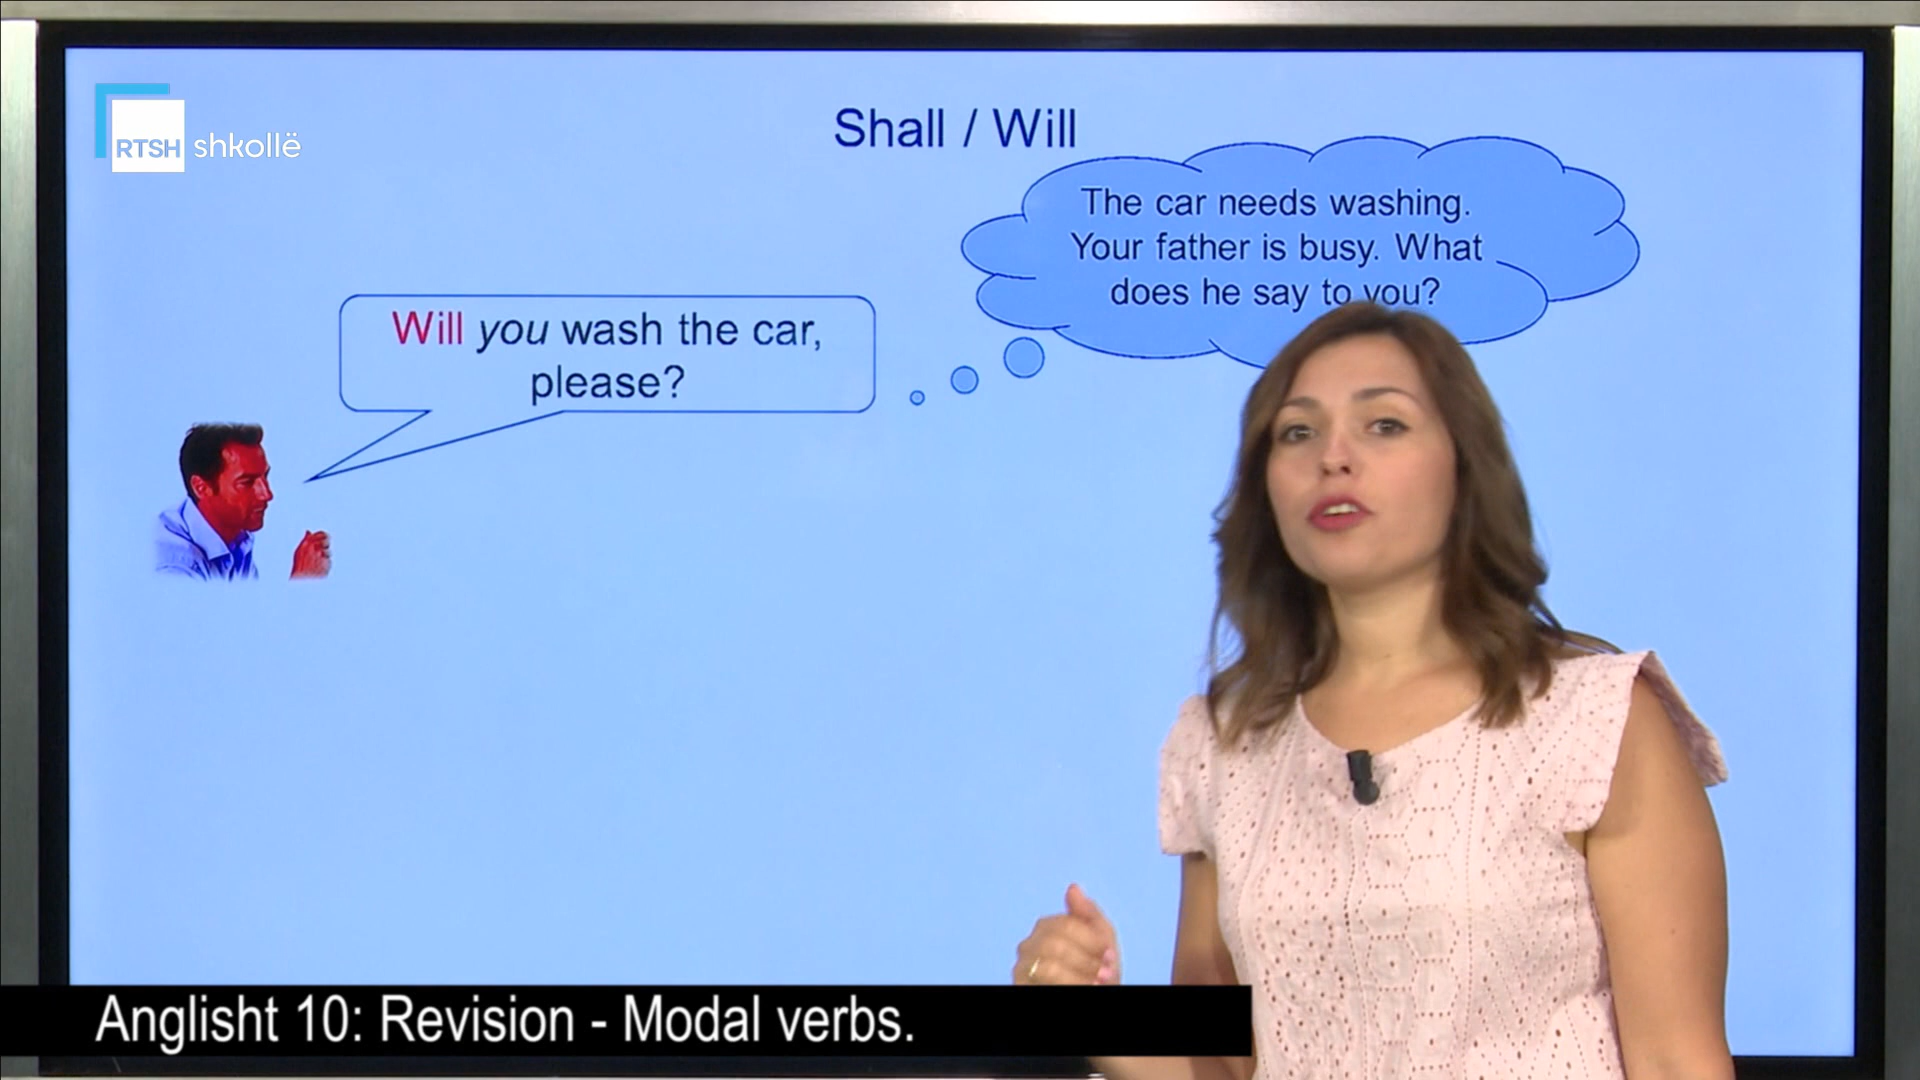 RTSH shkollë
Shall / Will
The car needs washing.
Your father is busy. What
does he say to you?
Will you wash the car,
please?
Anglisht 10: Revision - Modal verbs.